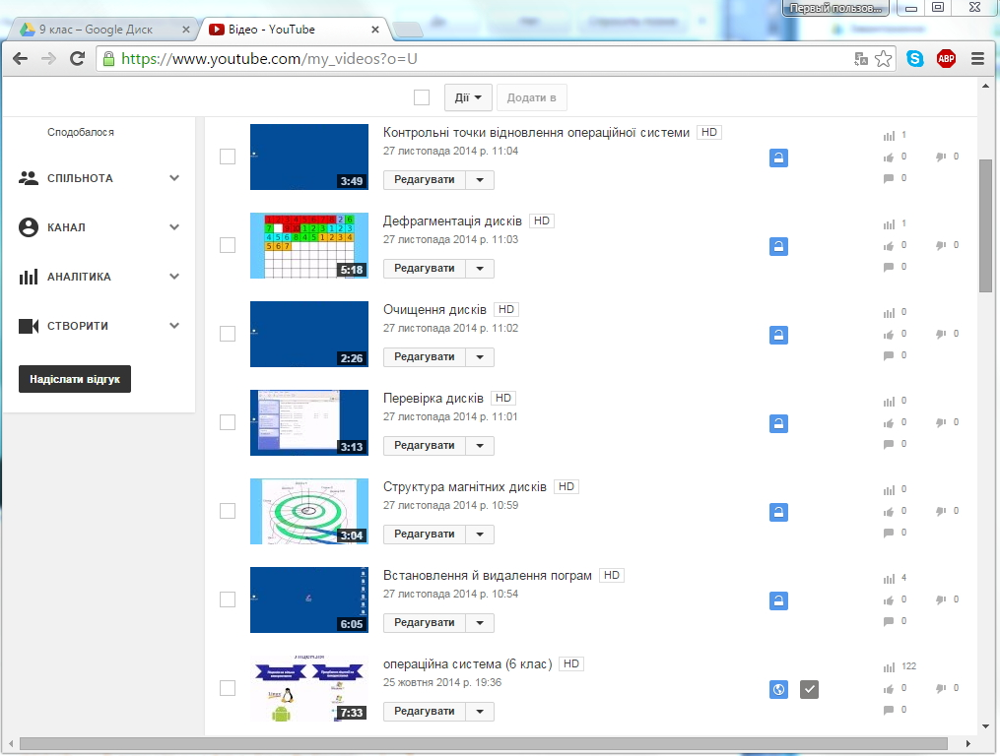 Первый пользов...
9 клас – Google Диск
Відео - YouTube
https://www.youtube.com/my_videos?o=U
ABP
Дії
Додати в
Сподобалося
СПІЛЬНОТА
КАНАЛ
АНАЛІТИКА
СТВОРИТИ
Надіслати відгук
Контрольні точки відновлення операційної системи HD
27 листопада 2014 р. 11:04
Редагувати
3:49
1
0 0
0
Дефрагментація дисків HD
27 листопада 2014 р. 11:03
Редагувати
5:18
1
0 0
0
Очищення дисків HD
27 листопада 2014 р. 11:02
Редагувати
2:26
0
0 0
0
Перевірка дисків HD
27 листопада 2014 р. 11:01
Редагувати
3:13
0
0 0
0
Структура магнітних дисків HD
27 листопада 2014 р. 10:59
Редагувати
3:04
0
0 0
0
Встановлення й видалення пограм HD
27 листопада 2014 р. 10:54
Редагувати
6:05
4
0 0
0
операційна система (6 клас) HD
25 жовтня 2014 р. 19:36
Редагувати
Linux
7:33
122
0 0
0